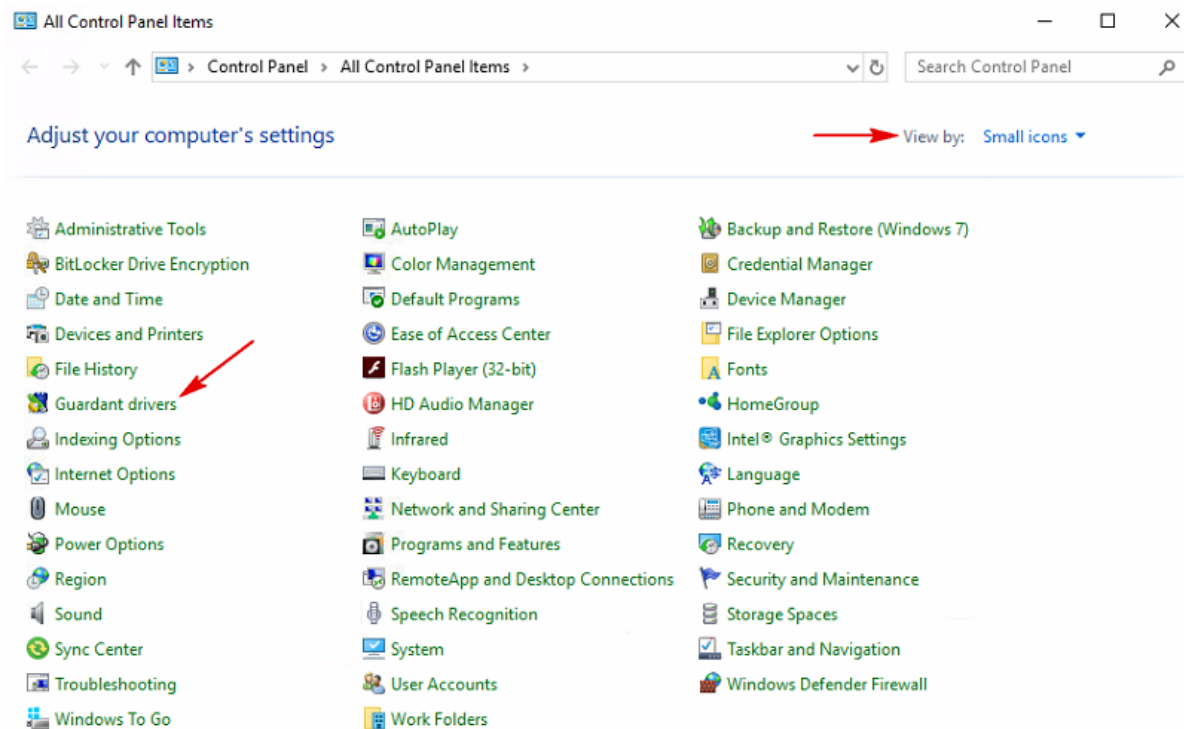 All Control Panel Items
Control Panel > All Control Panel Items >
Search Control Panel
Adjust your computer's settings
View by: Small icons
Administrative Tools AutoPlay Backup and Restore (Windows 7)
BitLocker Drive Encryption Color Management Credential Manager
Date and Time Default Programs Device Manager
Devices and Printers Ease of Access Center File Explorer Options
File History Flash Player (32-bit) Fonts
Guardant drivers HD Audio Manager HomeGroup
Indexing Options Infrared Intel® Graphics Settings
Internet Options Keyboard Language
Mouse Network and Sharing Center Phone and Modem
Power Options Programs and Features Recovery
Region RemoteApp and Desktop Connections Security and Maintenance
Sound Speech Recognition Storage Spaces
Sync Center System Taskbar and Navigation
Troubleshooting User Accounts Windows Defender Firewall
Windows To Go Work Folders